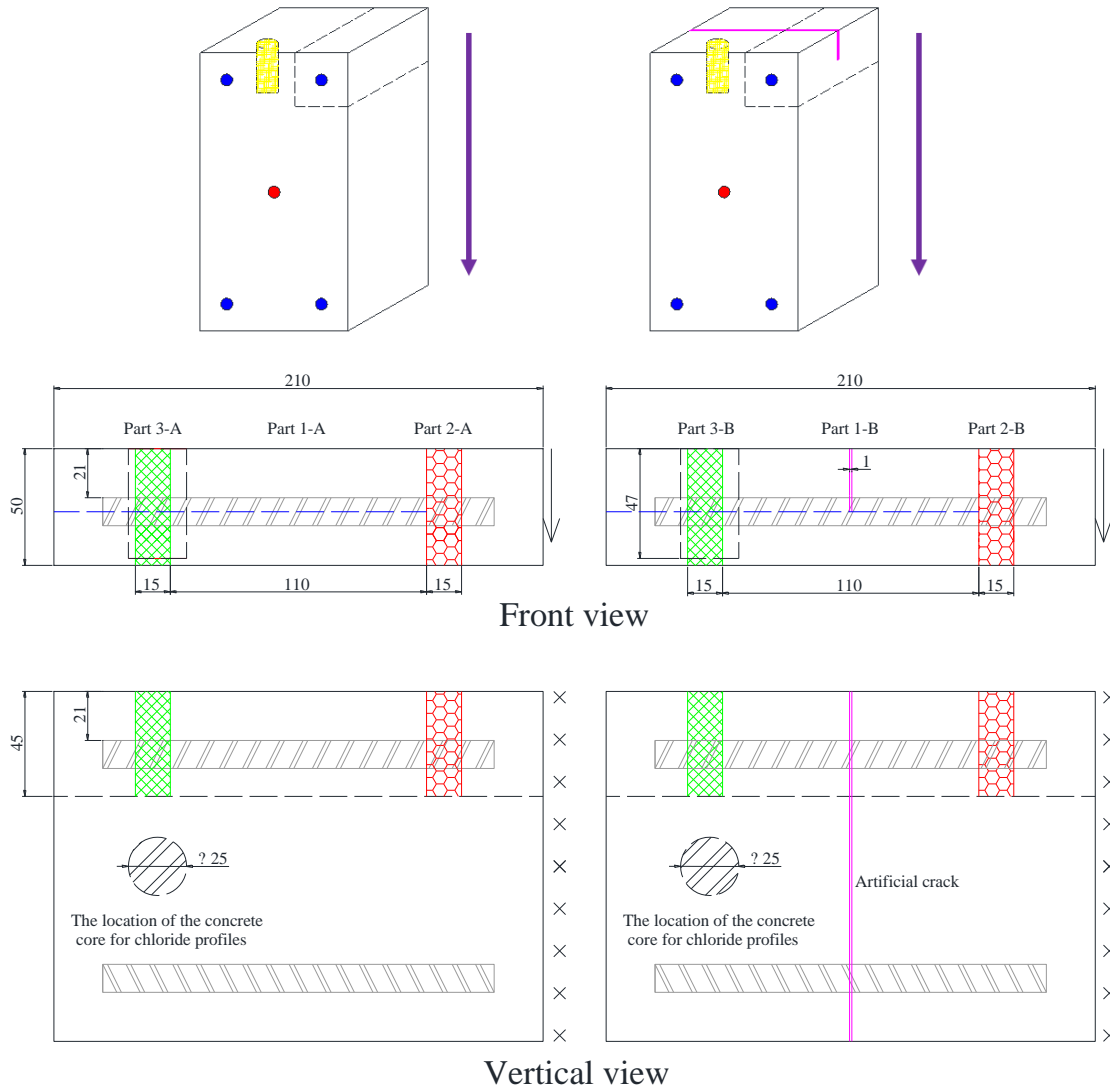 210
210
Part 3-A Part 1-A Part 2-A
Part 3-B Part 1-B Part 2-B
21
50
1
47
15 110 15
15 110 15
Front view
21
45
? 25
? 25
Artificial crack
The location of the concrete
core for chloride profiles
The location of the concrete
core for chloride profiles
Vertical view